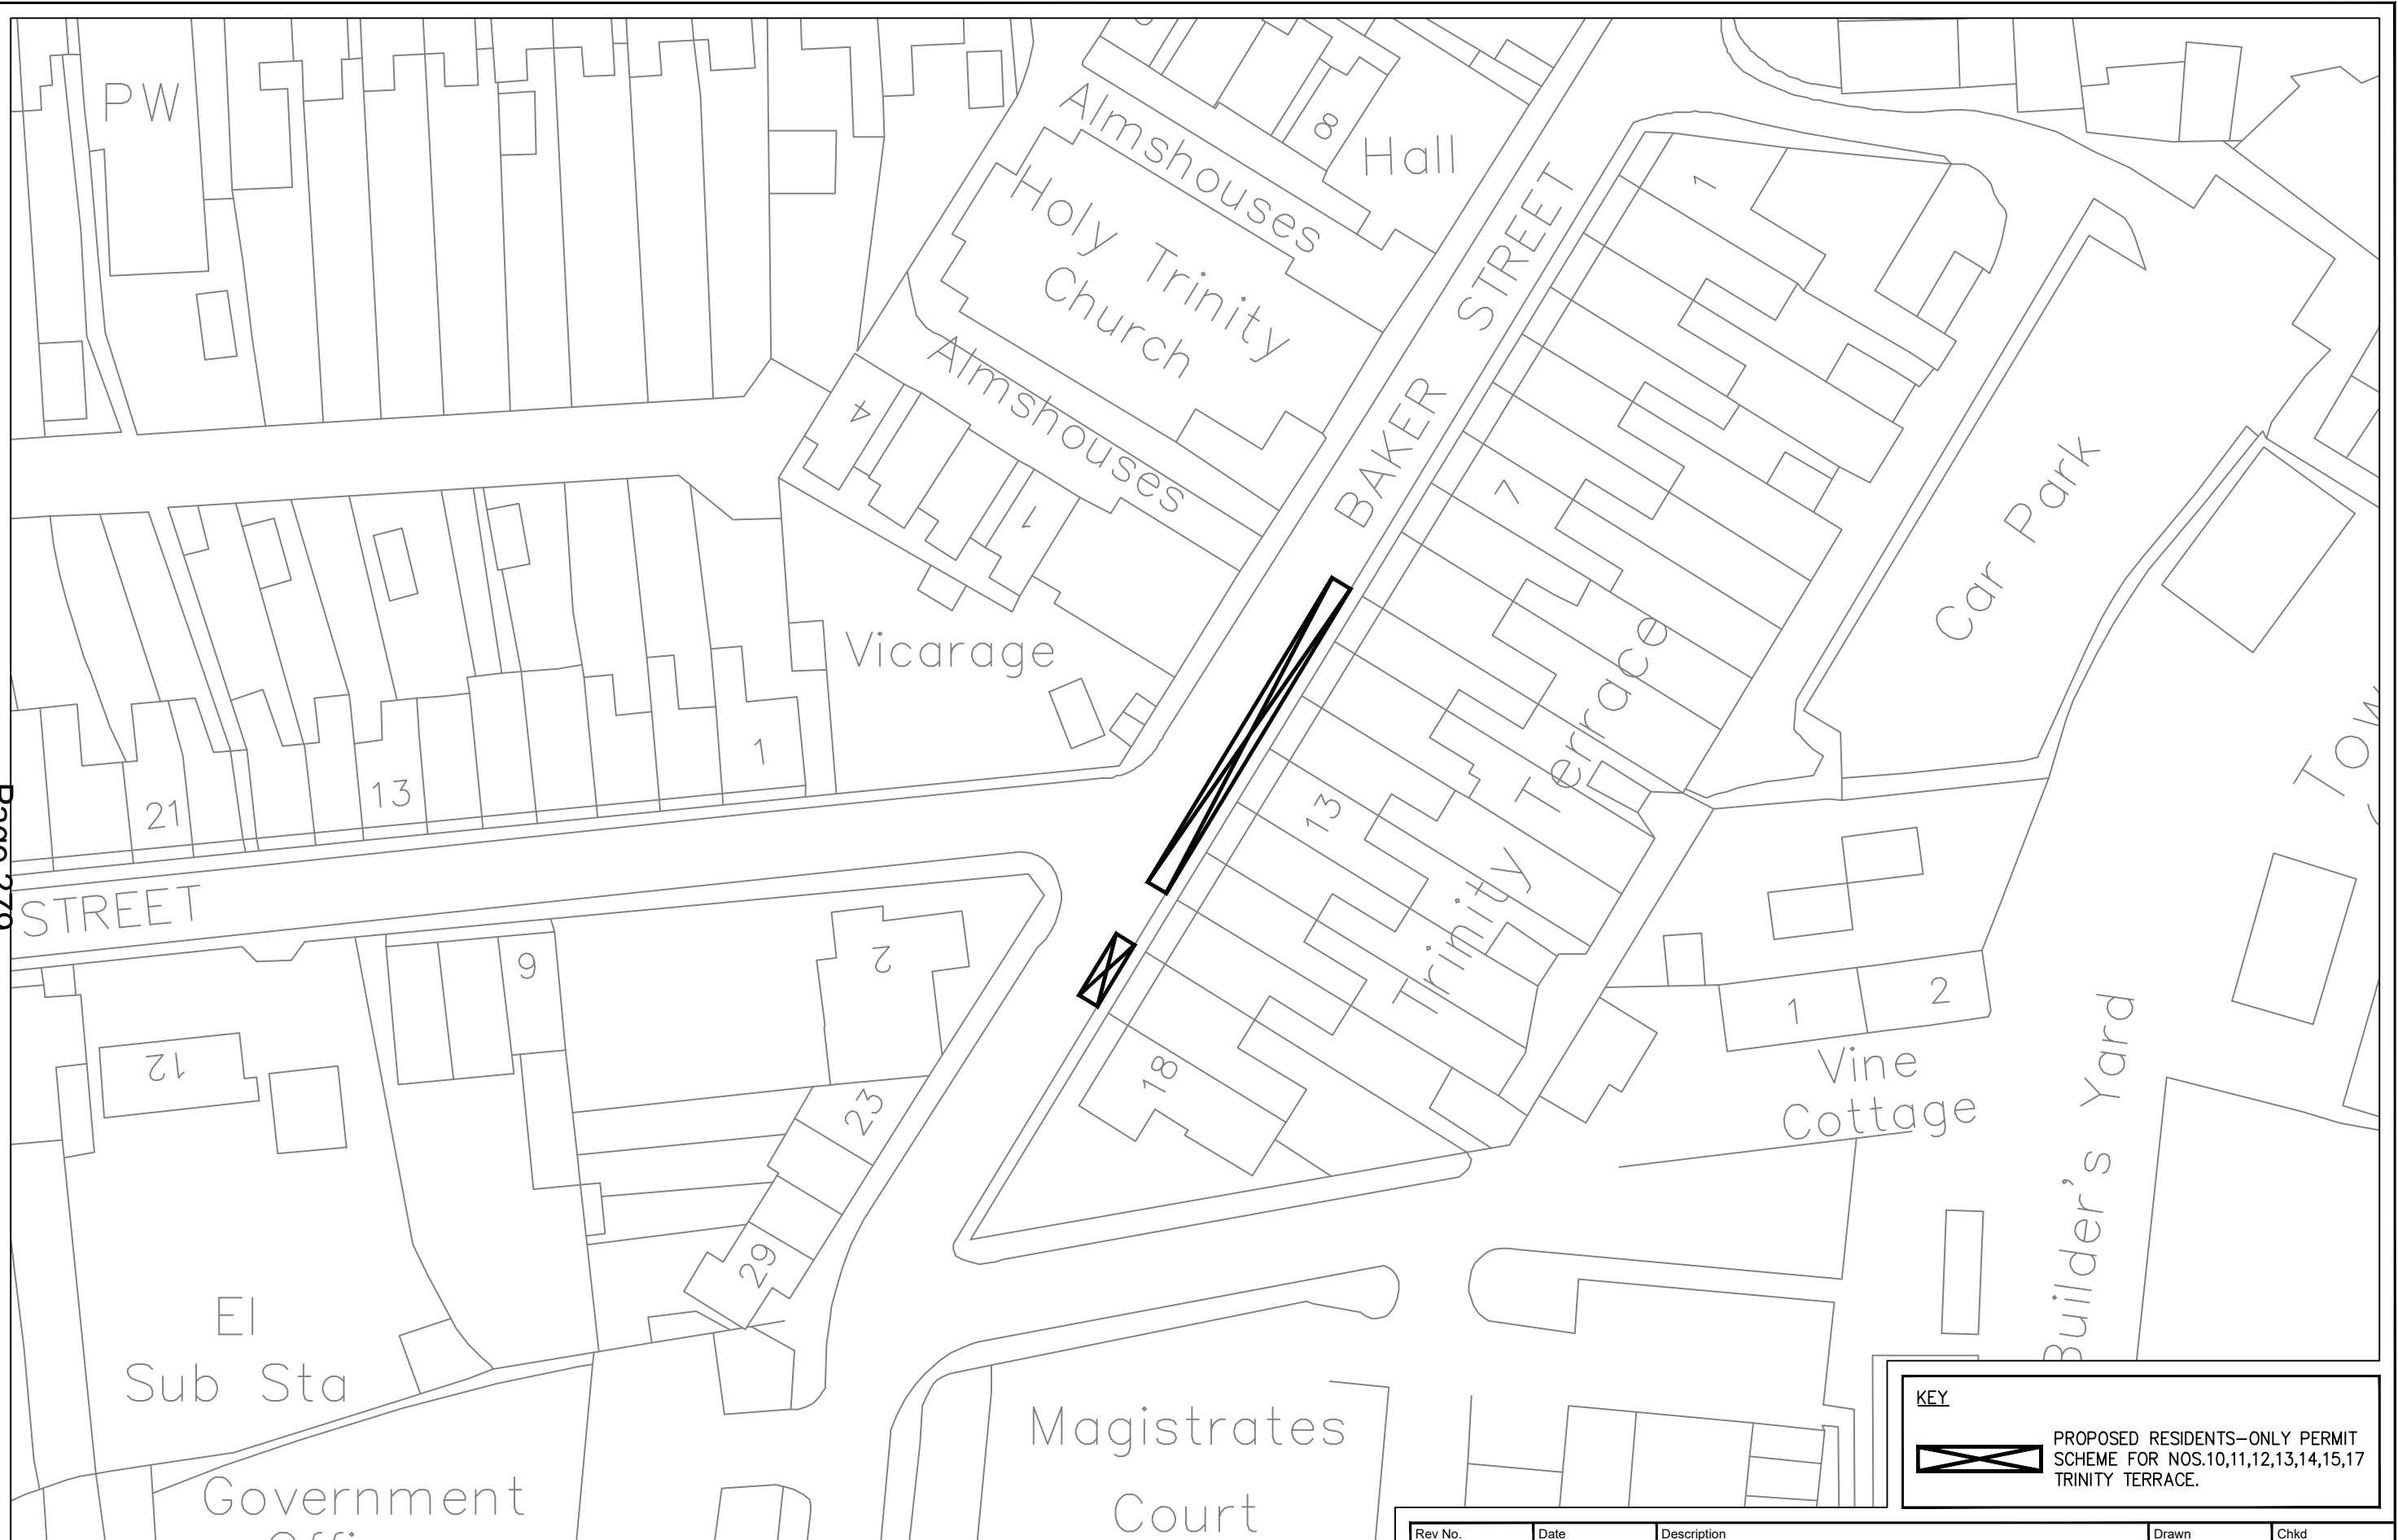 PW
Almshouses
8
Hall
Holy Trinity
Church
Almshouses
4
1
BAKER STREET
1
7
Car Park
Vicarage
1
13
21
STREET
Trinity Terrace
13
18
9
2
12
23
29
1
2
Vine
Cottage
Builder's Yard
El
Sub Sta
Government
Magistrates
Court
KEY
PROPOSED RESIDENTS-ONLY PERMIT
SCHEME FOR NOS.10,11,12,13,14,15,17
TRINITY TERRACE.
Rev No. Date Description Drawn Chkd